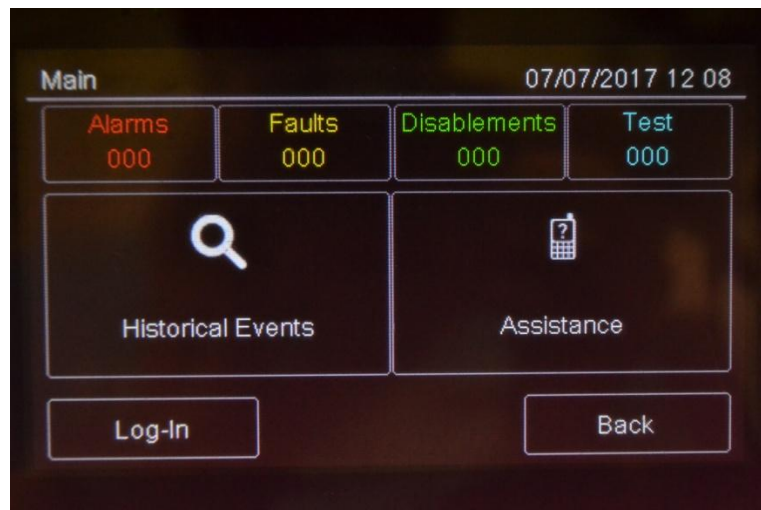 Main 07/07/2017 12 08
Alarms Faults Disablements Test
000 000 000 000
?
Historical Events Assistance
Log-In Back